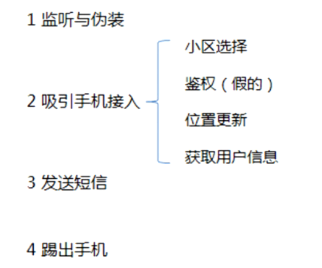 1 监听与伪装
2 吸引手机接入
小区选择
鉴权（假的）
位置更新
获取用户信息
3 发送短信
4 踢出手机